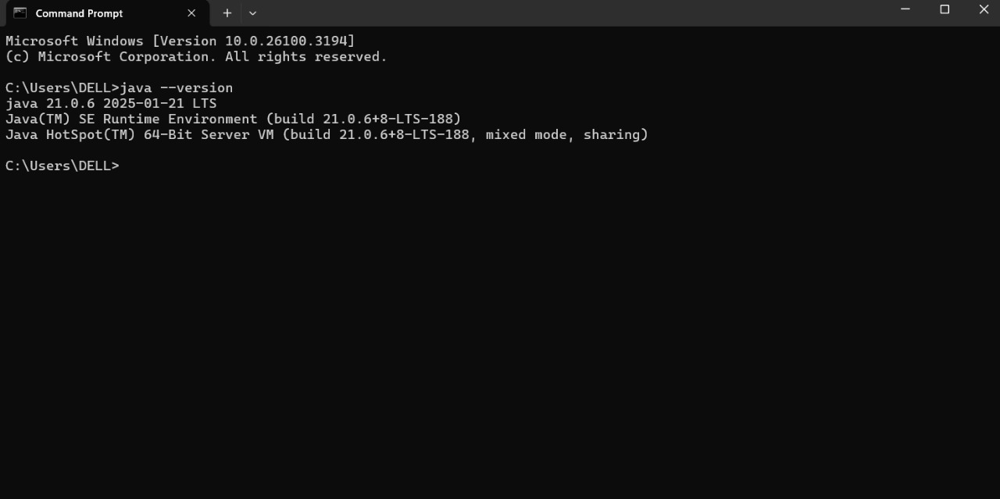 Command Prompt
Microsoft Windows [Version 10.0.26100.3194]
(c) Microsoft Corporation. All rights reserved.
C:\Users\DELL>java --version
java 21.0.6 2025-01-21 LTS
Java(TM) SE Runtime Environment (build 21.0.6+8-LTS-188)
Java HotSpot(TM) 64-Bit Server VM (build 21.0.6+8-LTS-188, mixed mode, sharing)
C:\Users\DELL>